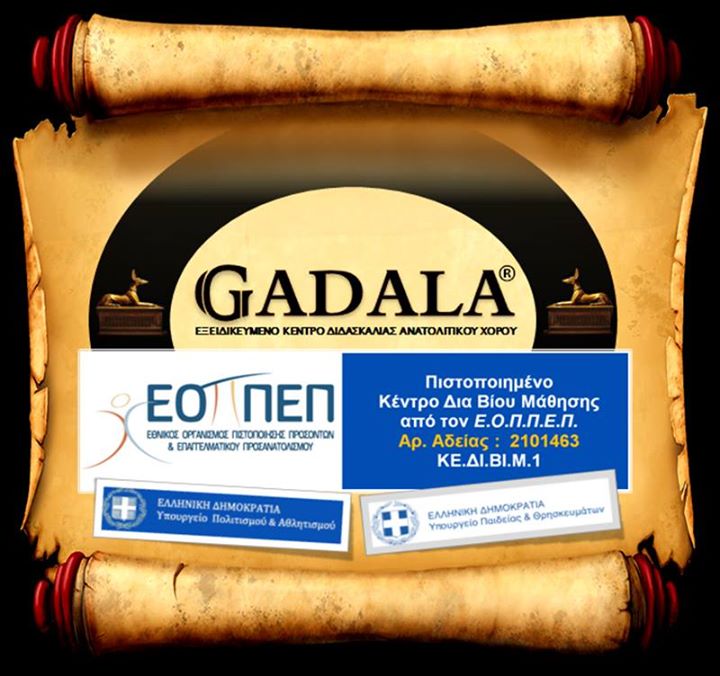 GADALA®
ΕΞΕΙΔΙΚΕΥΜΕΝΟ ΚΕΝΤΡΟ ΔΙΔΑΣΚΑΛΙΑΣ ΑΝΑΤΟΛΙΤΙΚΟΥ ΧΟΡΟΥ
ΕΟΠΠΕΠ
ΕΘΝΙΚΟΣ ΟΡΓΑΝΙΣΜΟΣ ΠΙΣΤΟΠΟΙΗΣΗΣ ΠΡΟΣΟΝΤΩΝ
& ΕΠΑΓΓΕΛΜΑΤΙΚΟΥ ΠΡΟΣΑΝΑΤΟΛΙΣΜΟΥ
Πιστοποιημένο
Κέντρο Δια Βίου Μάθησης
από τον Ε.Ο.Π.Π.Ε.Π.
Αρ. Αδείας : 2101463
ΚΕ.ΔΙ.ΒΙ.Μ.1
ΕΛΛΗΝΙΚΗ ΔΗΜΟΚΡΑΤΙΑ
Υπουργείο Πολιτισμού & Αθλητισμού
ΕΛΛΗΝΙΚΗ ΔΗΜΟΚΡΑΤΙΑ
Υπουργείο Παιδείας & Θρησκευμάτων